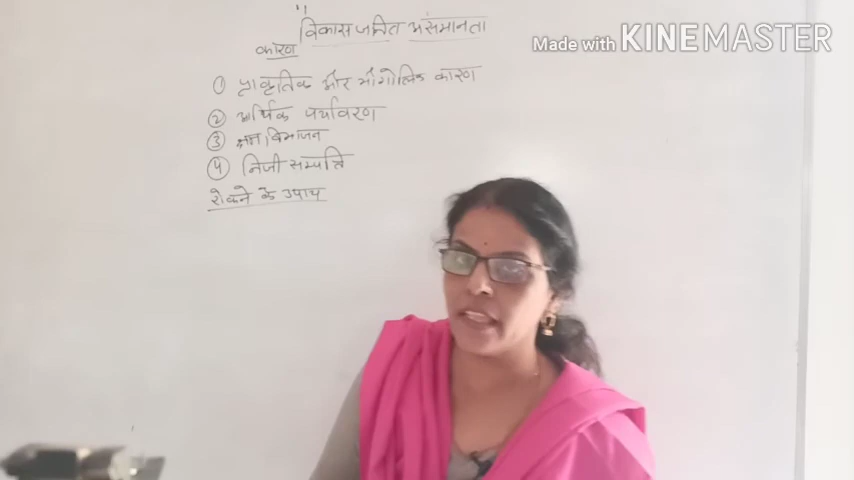 विकास जनित असमानता
Made with KINEMASTER
कारण
① प्राकृतिक और भौगोलिक कारण
② आर्थिक पर्यावरण
③ श्रम विभाजन
④ निजी सम्पत्ति
रोकने के उपाय